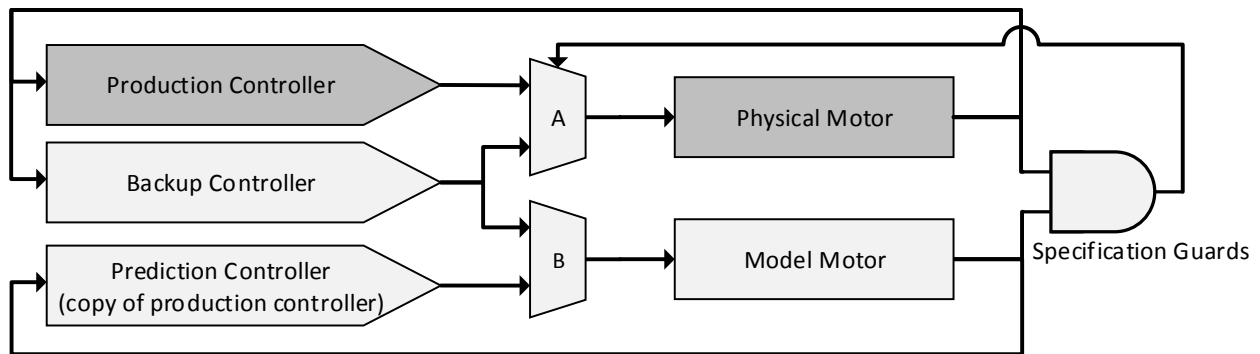 Production Controller
A
Physical Motor
Backup Controller
Specification Guards
Prediction Controller
(copy of production controller)
B
Model Motor